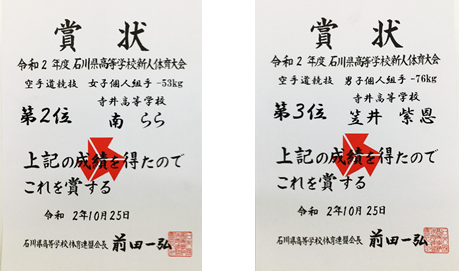 賞状
令和2年度石川県高等学校新人体育大会
空手道競技 女子個人組手 -53kg
寺井高等学校
第2位 南 らら
上記の成績を得たので
これを賞する
令和 2年10月25日
石川県高等学校体育連盟会長 前田一弘
賞状
令和2年度石川県高等学校新人体育大会
空手道競技 男子個人組手 -76kg
寺井高等学校
第3位 笠井 紫恩
上記の成績を得たので
これを賞する
令和 2年10月25日
石川県高等学校体育連盟会長 前田一弘